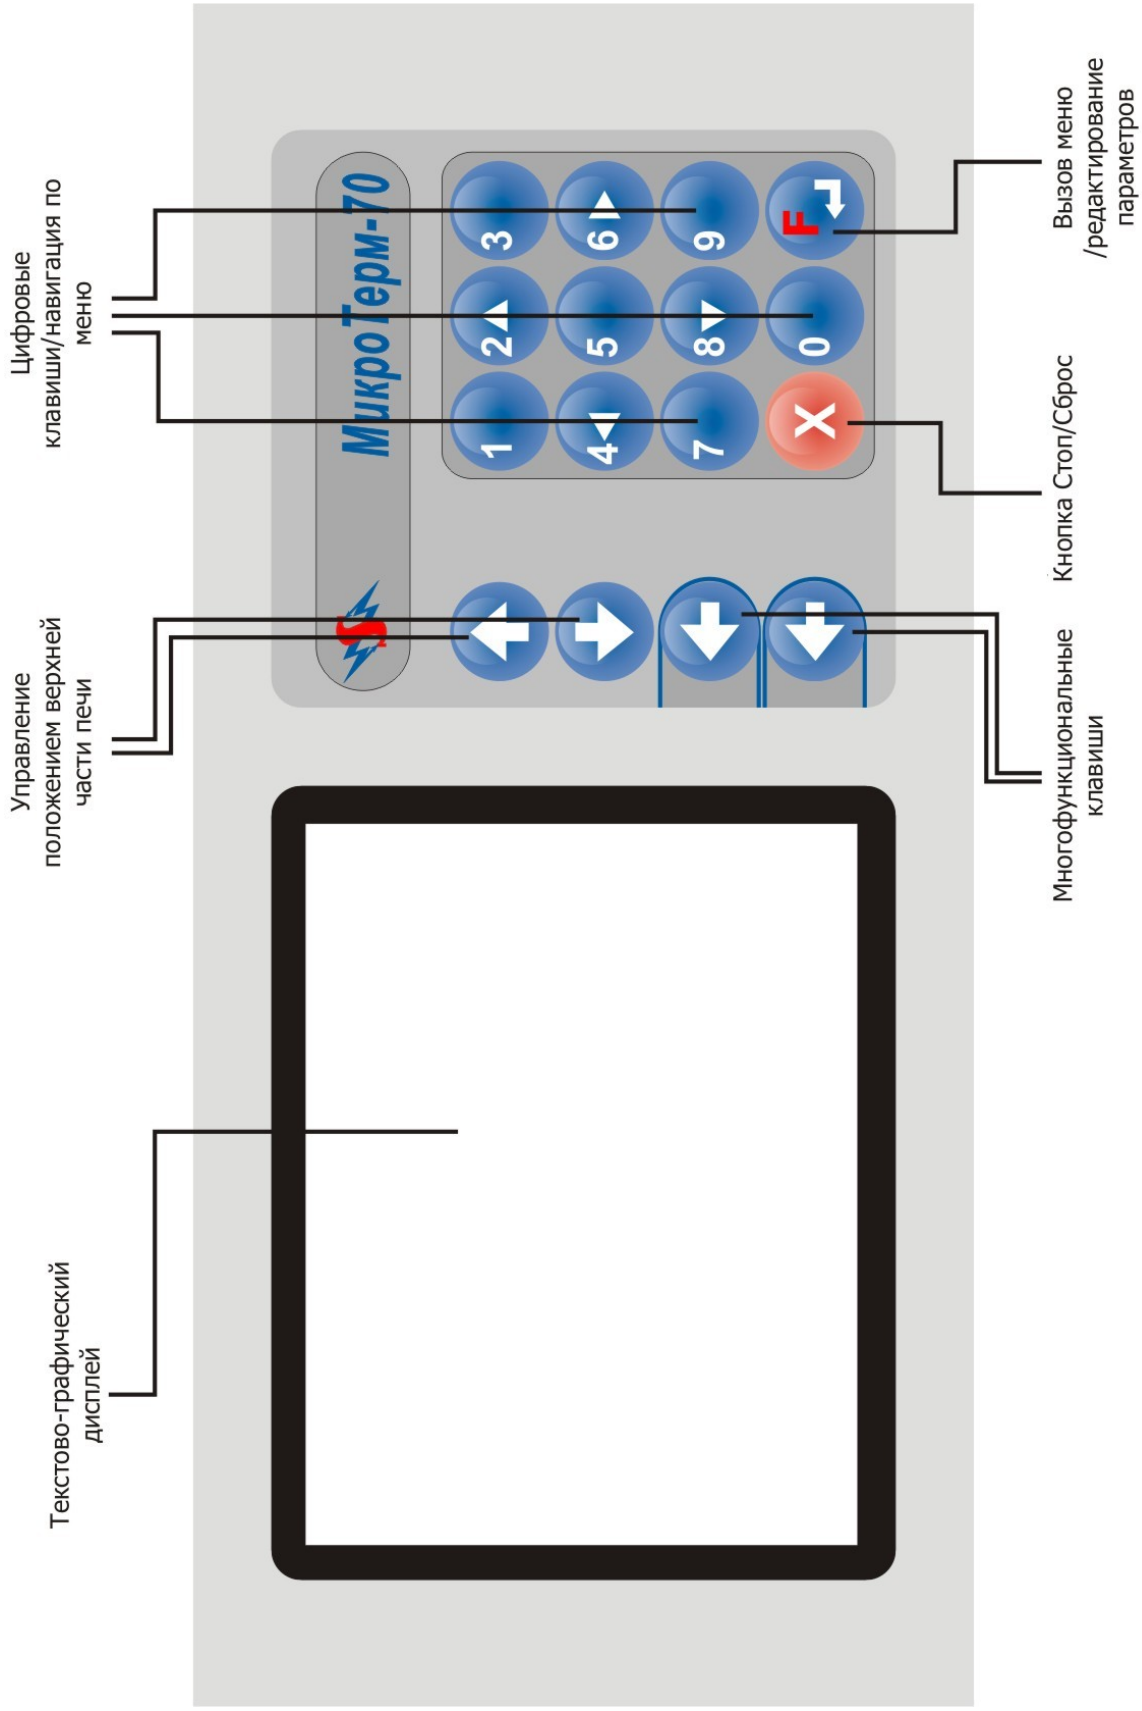 Текстово-графический
дисплей
Управление
положением верхней
части печи
Цифровые
клавиши/навигация по
меню
S
МикроТерм-70
1
2
3
4
5
6
7
8
9
X
0
F
Многофункциональные
клавиши
Кнопка Стоп/Сброс
Вызов меню
/редактирование
параметров